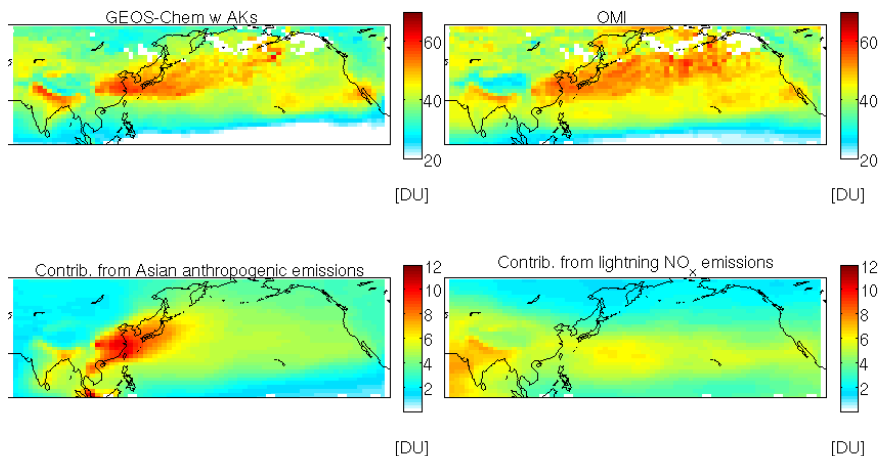 GEOS-Chem w AKs
60
40
20
[DU]
OMI
60
40
20
[DU]
Contrib. from Asian anthropogenic emissions
12
10
8
6
4
2
[DU]
Contrib. from lightning NOx emissions
12
10
8
6
4
2
[DU]